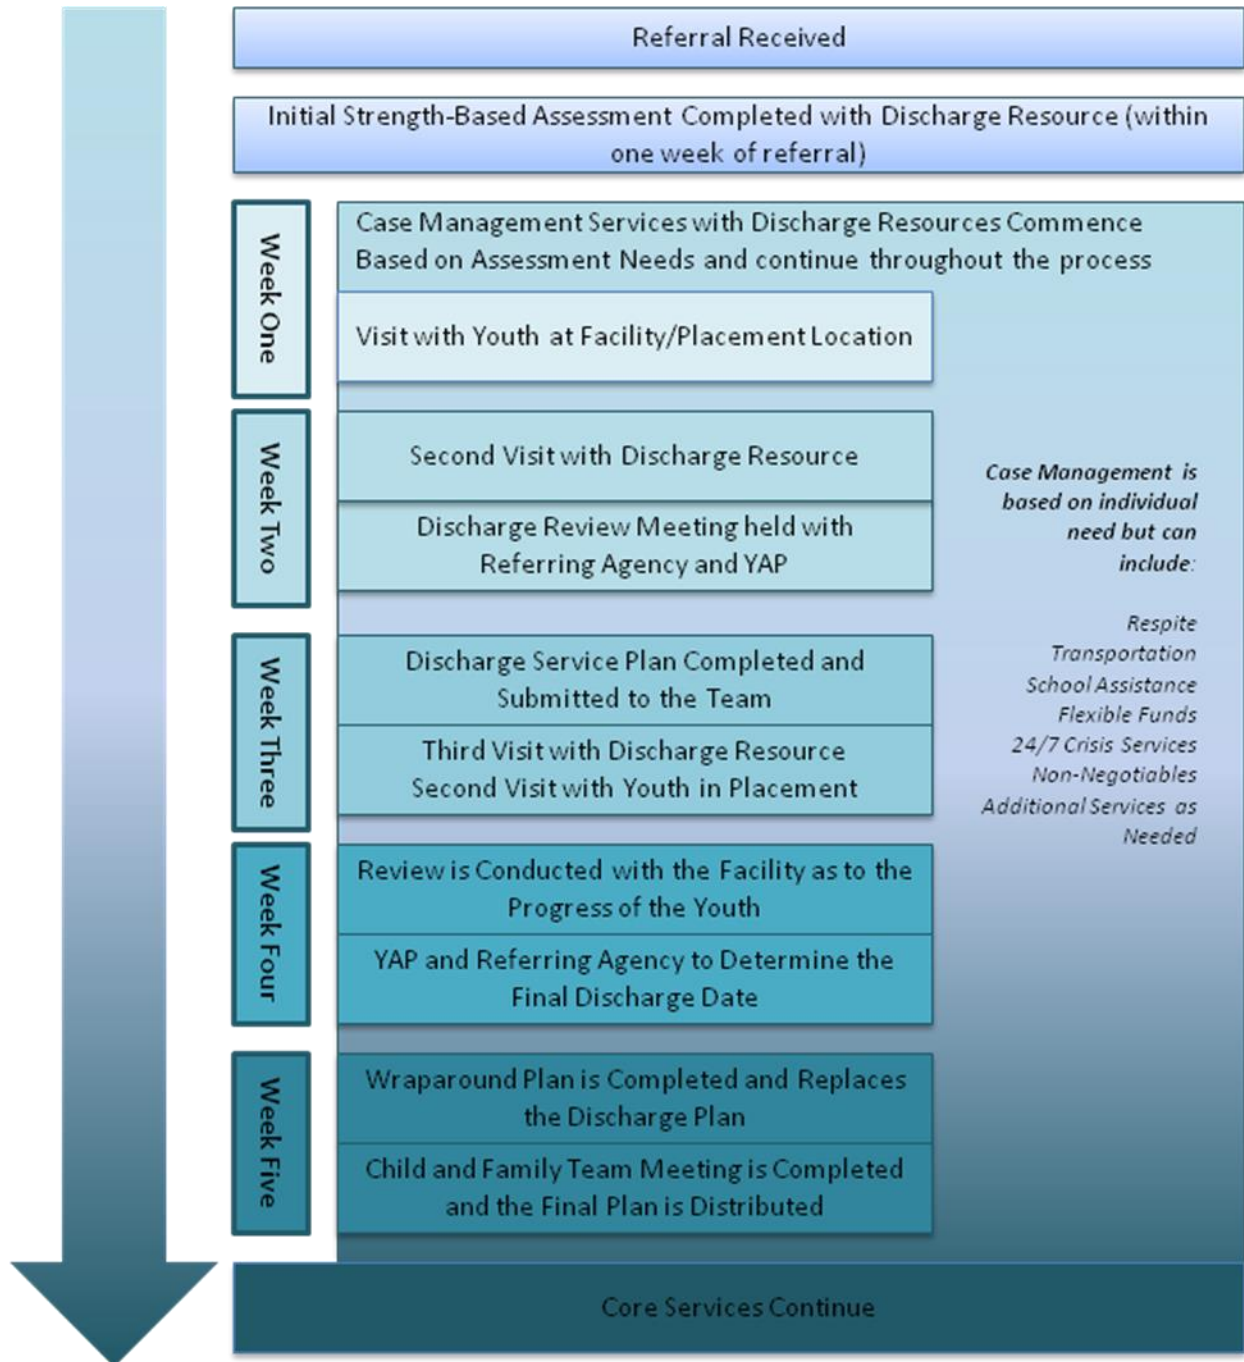 Referral Received
Initial Strength-Based Assessment Completed with Discharge Resource (within
one week of referral)
Week One
Case Management Services with Discharge Resources Commence
Based on Assessment Needs and continue throughout the process
Visit with Youth at Facility/Placement Location
Week Two
Second Visit with Discharge Resource
Discharge Review Meeting held with
Referring Agency and YAP
Case Management is
based on individual
need but can
include:
Respite
Transportation
School Assistance
Flexible Funds
24/7 Crisis Services
Non-Negotiables
Additional Services as
Needed
Week Three
Discharge Service Plan Completed and
Submitted to the Team
Third Visit with Discharge Resource
Second Visit with Youth in Placement
Week Four
Review is Conducted with the Facility as to the
Progress of the Youth
YAP and Referring Agency to Determine the
Final Discharge Date
Week Five
Wraparound Plan is Completed and Replaces
the Discharge Plan
Child and Family Team Meeting is Completed
and the Final Plan is Distributed
Core Services Continue